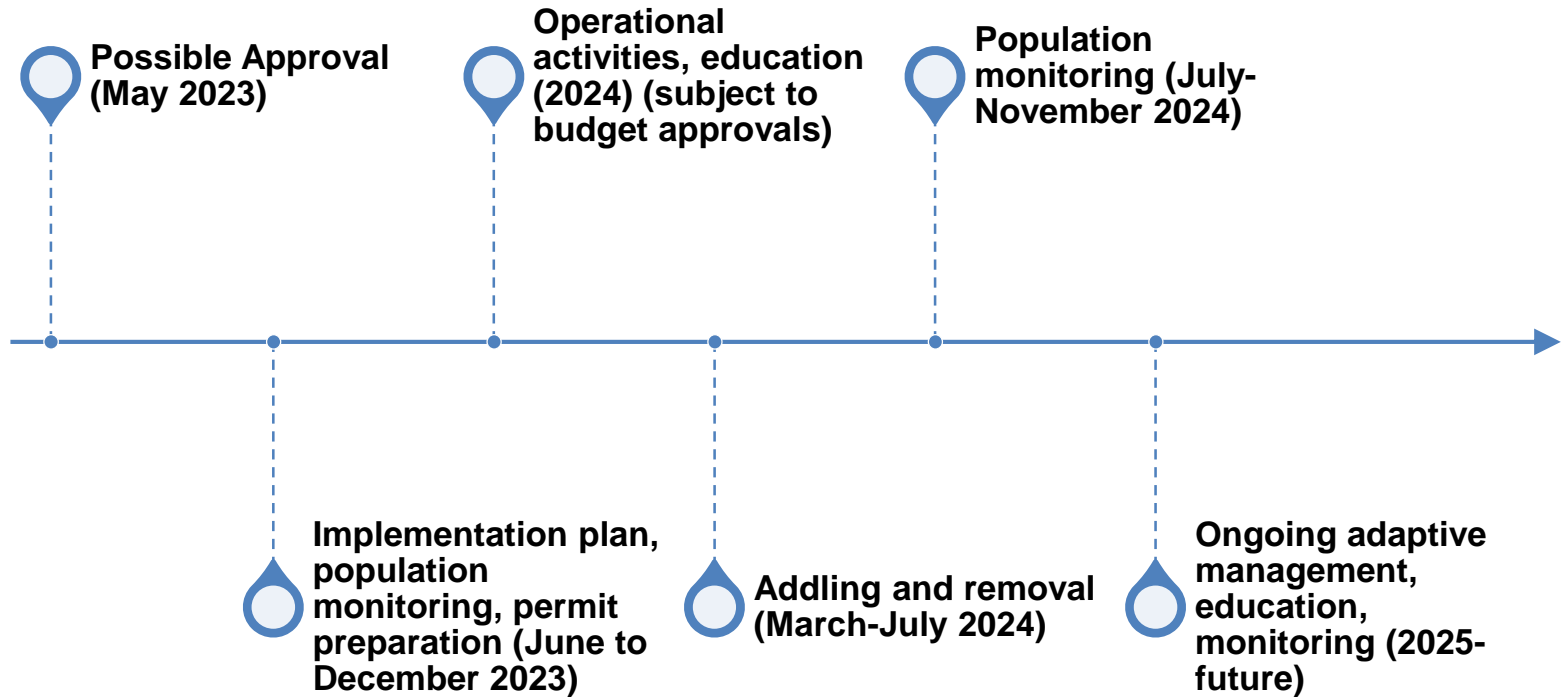 Possible Approval
(May 2023)
Implementation plan,
population
monitoring, permit
preparation (June to
December 2023)
Operational
activities, education
(2024) (subject to
budget approvals)
Addling and removal
(March-July 2024)
Population
monitoring (July-
November 2024)
Ongoing adaptive
management,
education,
monitoring (2025-
future)